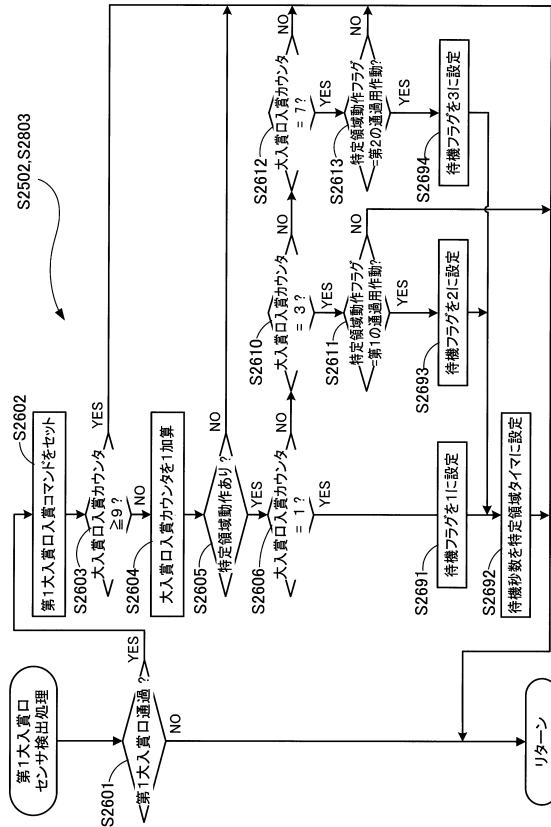 S2502,S2803
第1大入賞口
センサ検出処理
S2601
第1大入賞口通過？
YES
NO
S2602
第1大入賞口入賞コマンドをセット
S2603
大入賞口入賞カウンタ
≧9？
YES
NO
S2604
大入賞口入賞カウンタを1加算
S2605
特定領域動作あり？
NO
YES
S2606
大入賞口入賞カウンタ
= 1？
NO
YES
S2610
大入賞口入賞カウンタ
= 3？
NO
YES
S2612
大入賞口入賞カウンタ
= 7？
NO
YES
S2611
特定領域動作フラグ
=第1の通過用作動？
NO
YES
S2613
特定領域動作フラグ
=第2の通過用作動？
NO
YES
S2691
待機フラグを1に設定
S2693
待機フラグを2に設定
S2694
待機フラグを3に設定
S2692
待機秒数を特定領域タイマに設定
リターン